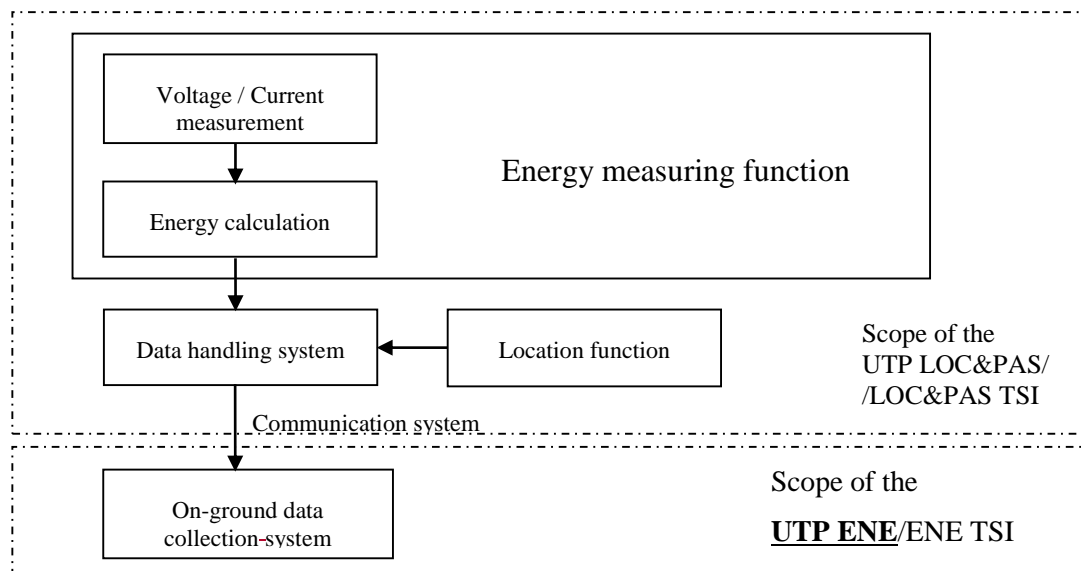 Voltage / Current
measurement
Energy measuring function
Energy calculation
Data handling system
Location function
Scope of the
UTP LOC&PAS/
/LOC&PAS TSI
Communication system
On-ground data
collection-system
Scope of the
UTP ENE/ENE TSI